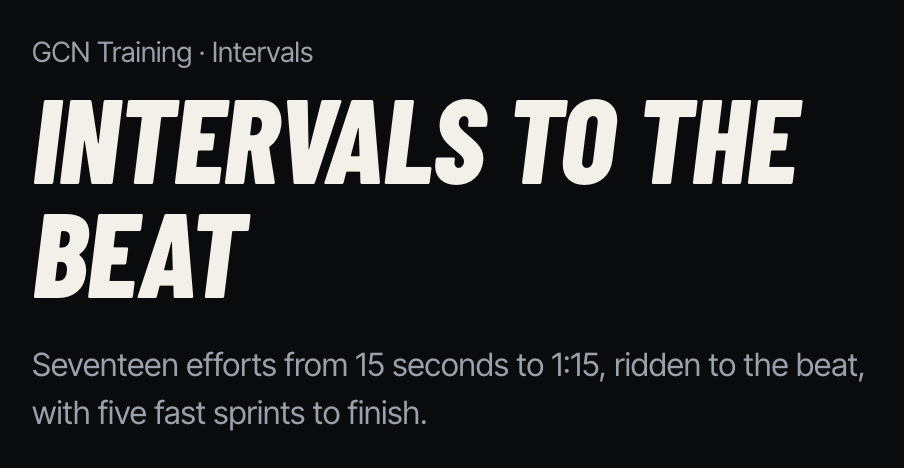 GCN Training · Intervals
INTERVALS TO THE
BEAT
Seventeen efforts from 15 seconds to 1:15, ridden to the beat,
with five fast sprints to finish.